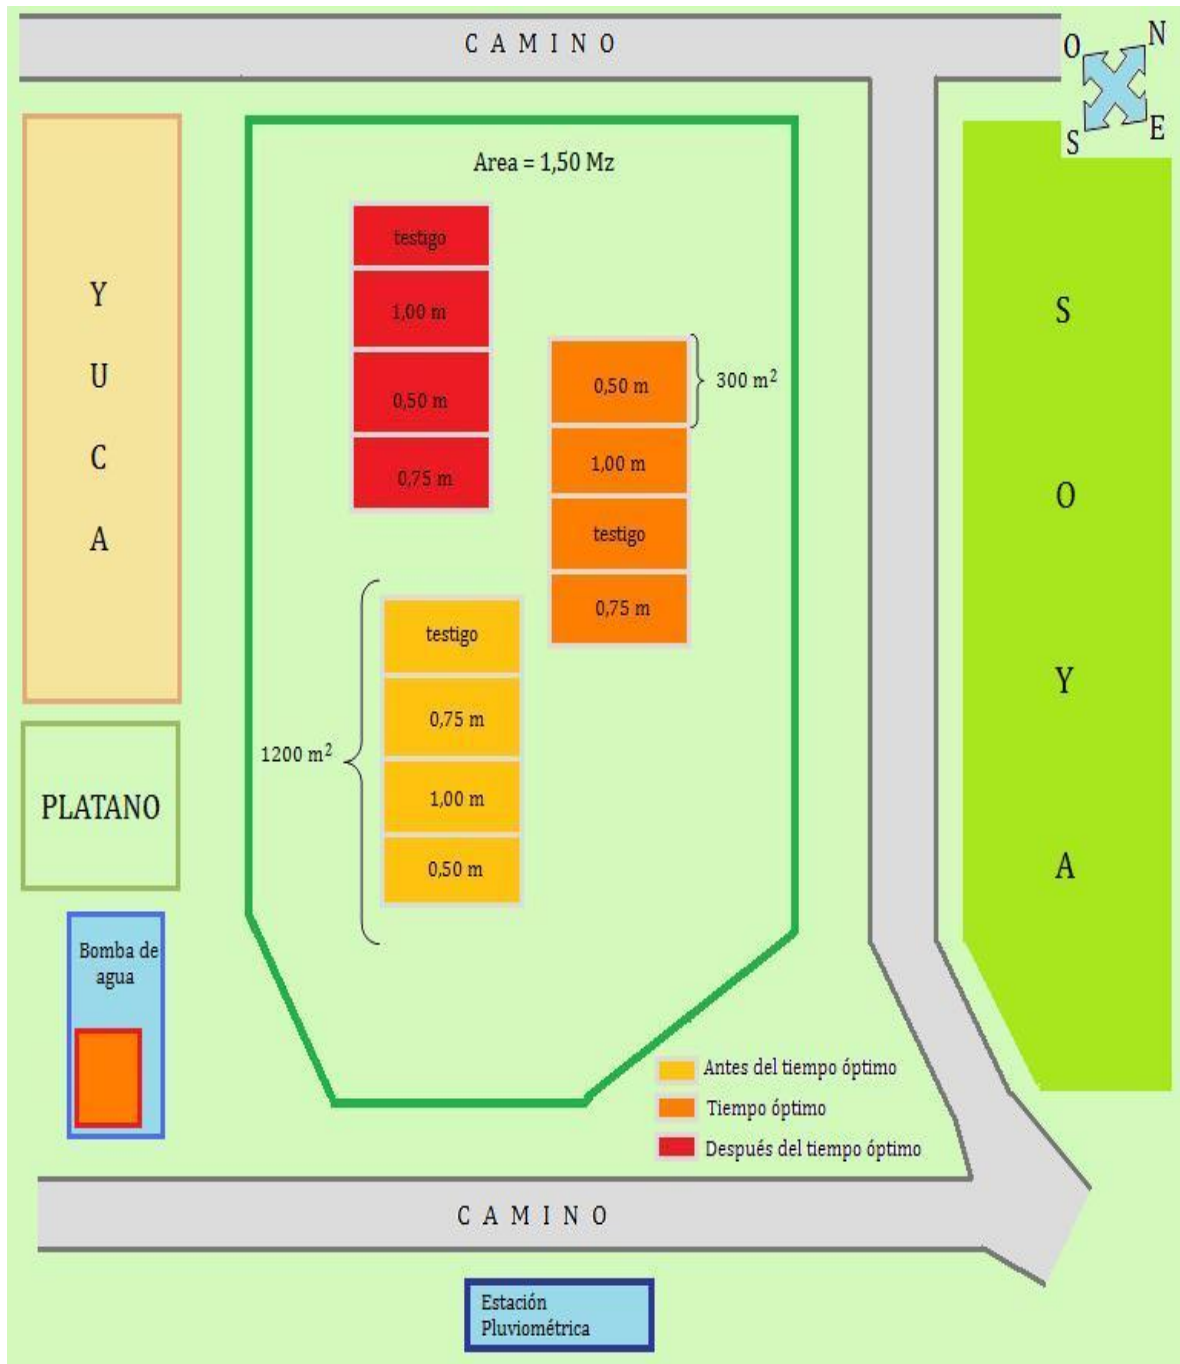 C A M I N O
O
N
S
E
Area = 1,50 Mz
testigo
1,00 m
0,50 m
0,75 m
0,50 m
1,00 m
testigo
0,75 m
300 m²
testigo
0,75 m
1,00 m
0,50 m
1200 m²
Y
U
C
A
PLATANO
Bomba de
agua
S
O
Y
A
Antes del tiempo óptimo
Tiempo óptimo
Después del tiempo óptimo
C A M I N O
Estación
Pluviométrica